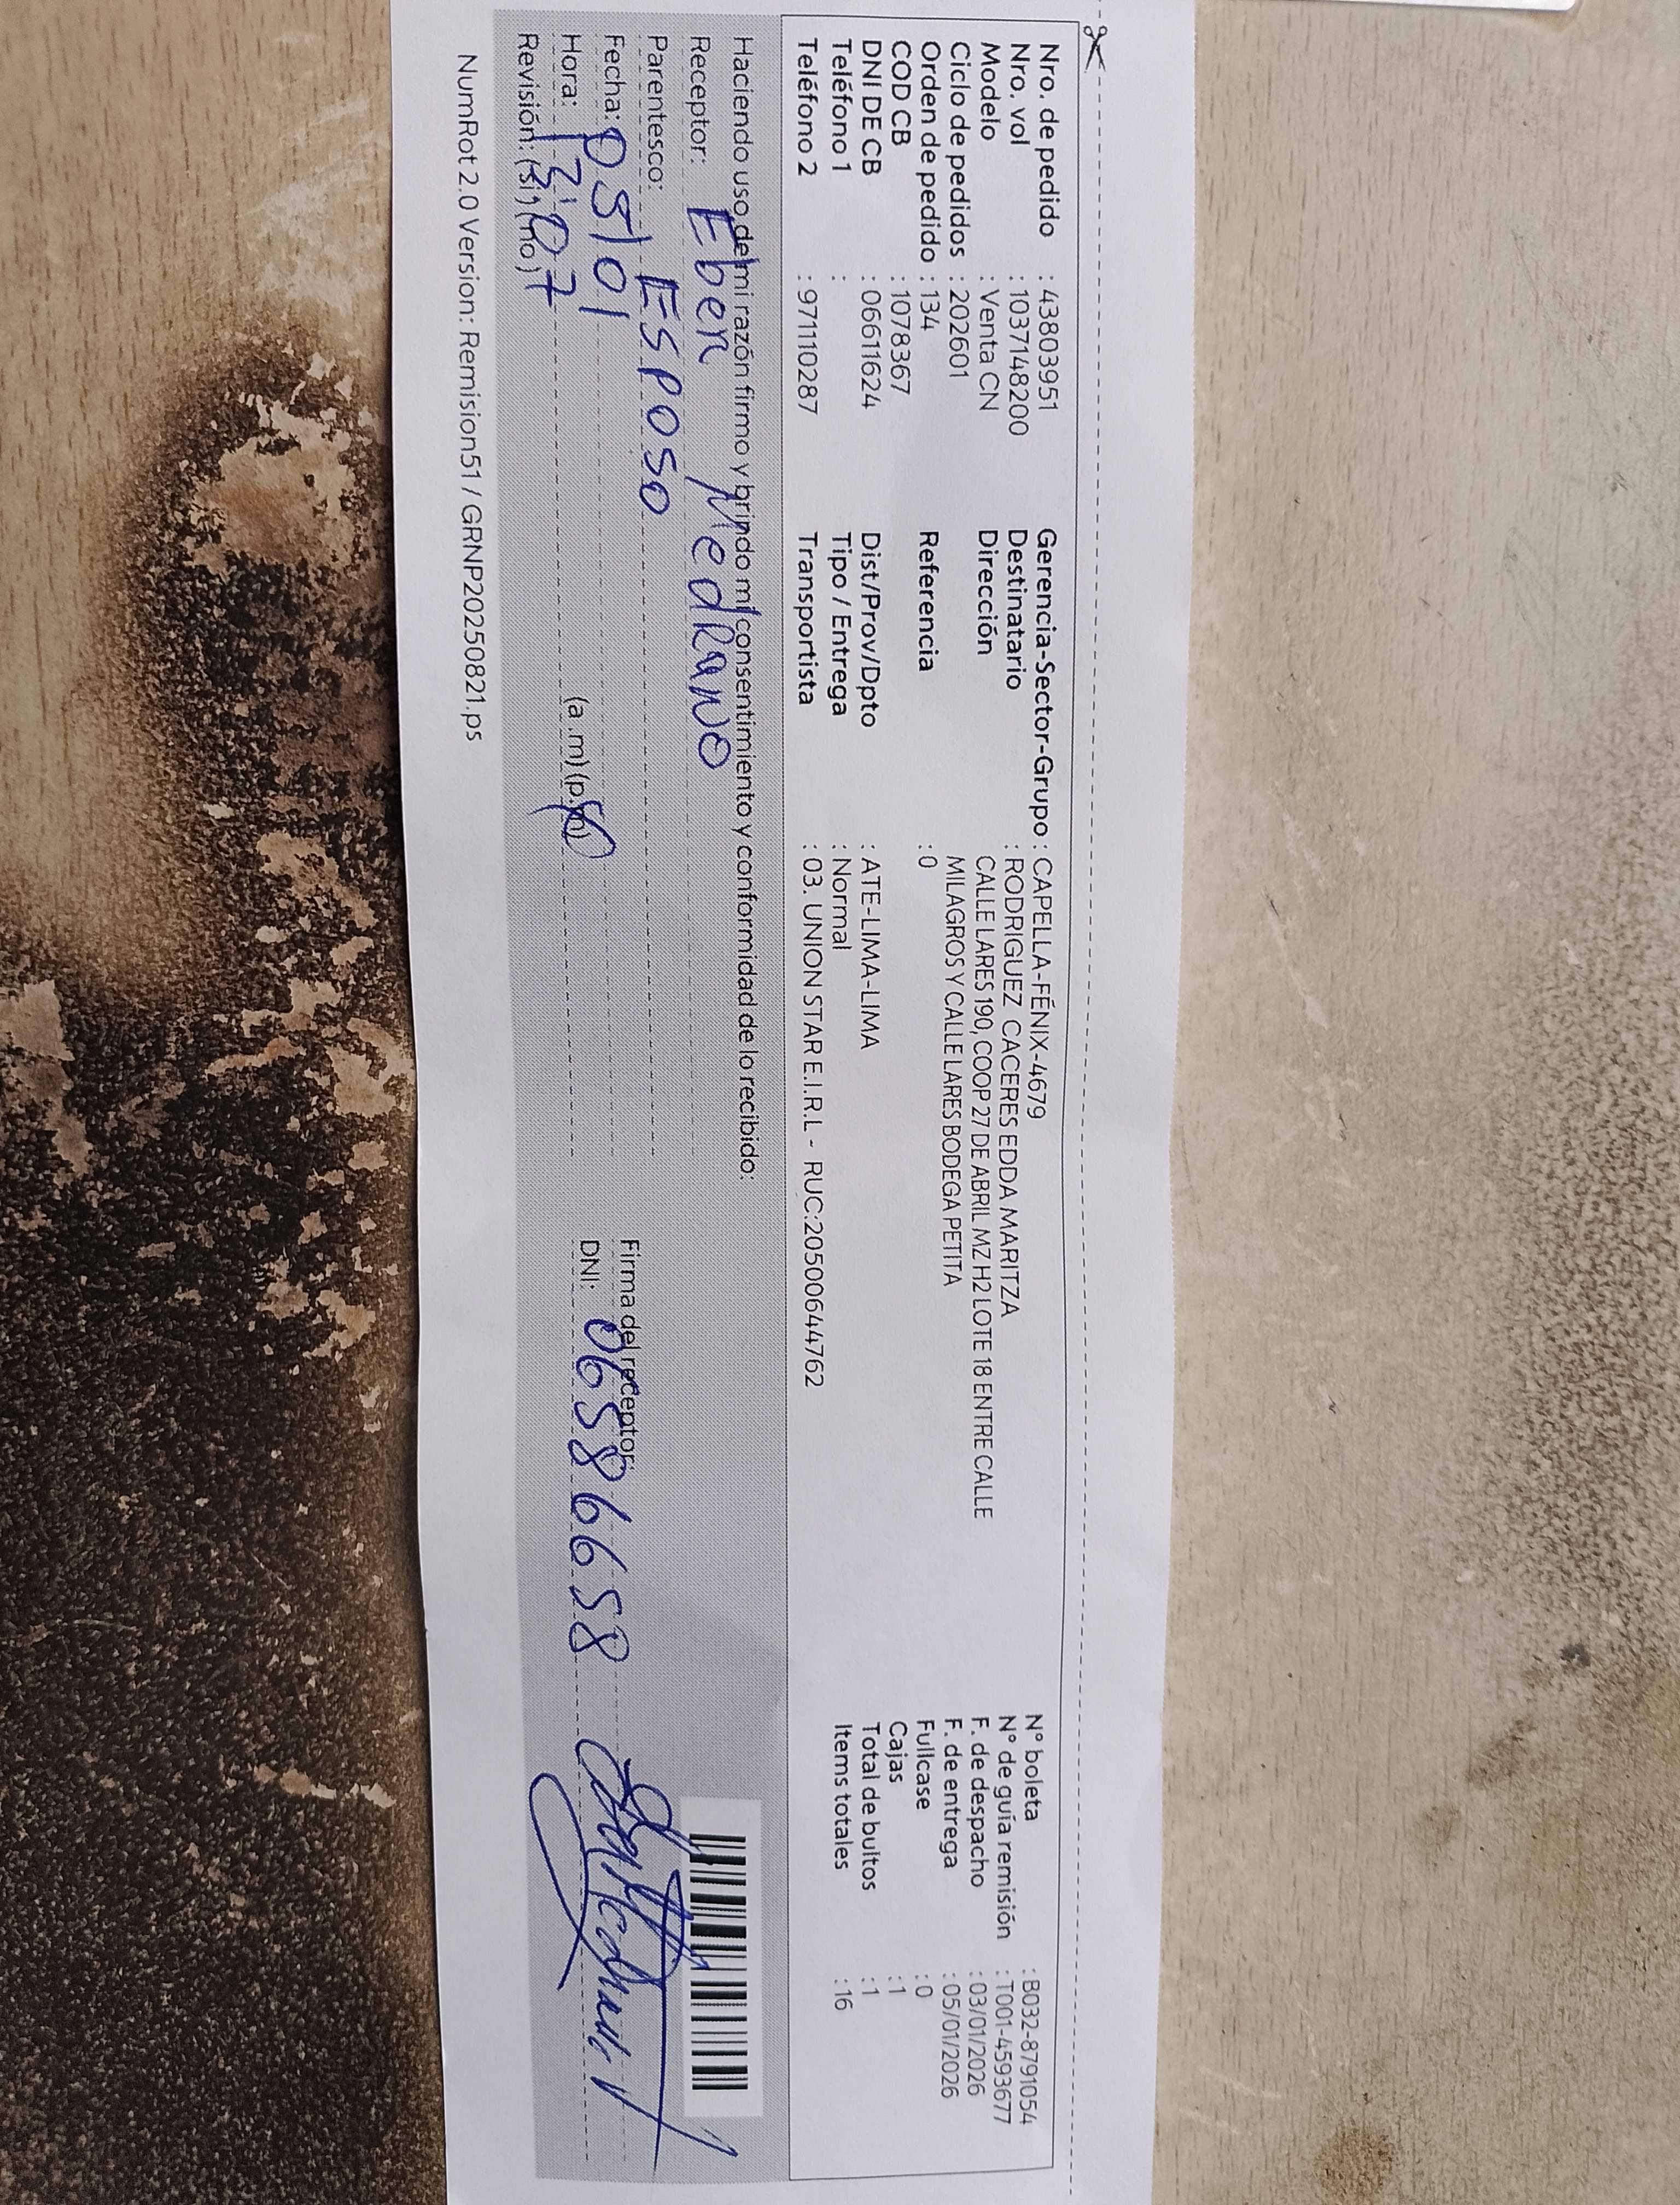 Nro. de pedido : 43803951
Nro. vol : 1037148200
Modelo : Venta CN
Ciclo de pedidos : 202601
Orden de pedido : 134
COD CB : 1078367
DNI DE CB : 06611624
Teléfono 1 :
Teléfono 2 : 971110287
Gerencia-Sector-Grupo : CAPELLA-FÉNIX-4679
Destinatario : RODRIGUEZ CACERES EDDA MARITZA
Dirección CALLE LARES 190, COOP 27 DE ABRIL MZ H2 LOTE 18 ENTRE CALLE
MILAGROS Y CALLE LARES BODEGA PETITA
Referencia : 0
Dist/Prov/Dpto : ATE-LIMA-LIMA
Tipo / Entrega : Normal
Transportista : 03. UNION STAR E.I.R.L - RUC:20500644762
N° boleta : B032-8791054
N° de guía remisión : T001-4593677
F. de despacho : 03/01/2026
F. de entrega : 05/01/2026
Fullcase : 0
Cajas : 1
Total de bultos : 1
Items totales : 16
Haciendo uso de mi razón firmo y brindo mi consentimiento y conformidad de lo recibido:
Receptor: Eben Medrano
Parentesco: Esposo
Fecha: 05/01
Hora: 13:07 (a.m) (p.m)
Revisión: (si) (no)
Firma del receptor:
DNI: 06586658
NumRot 2.0 Version: Remision51 / GRNP20250821.ps